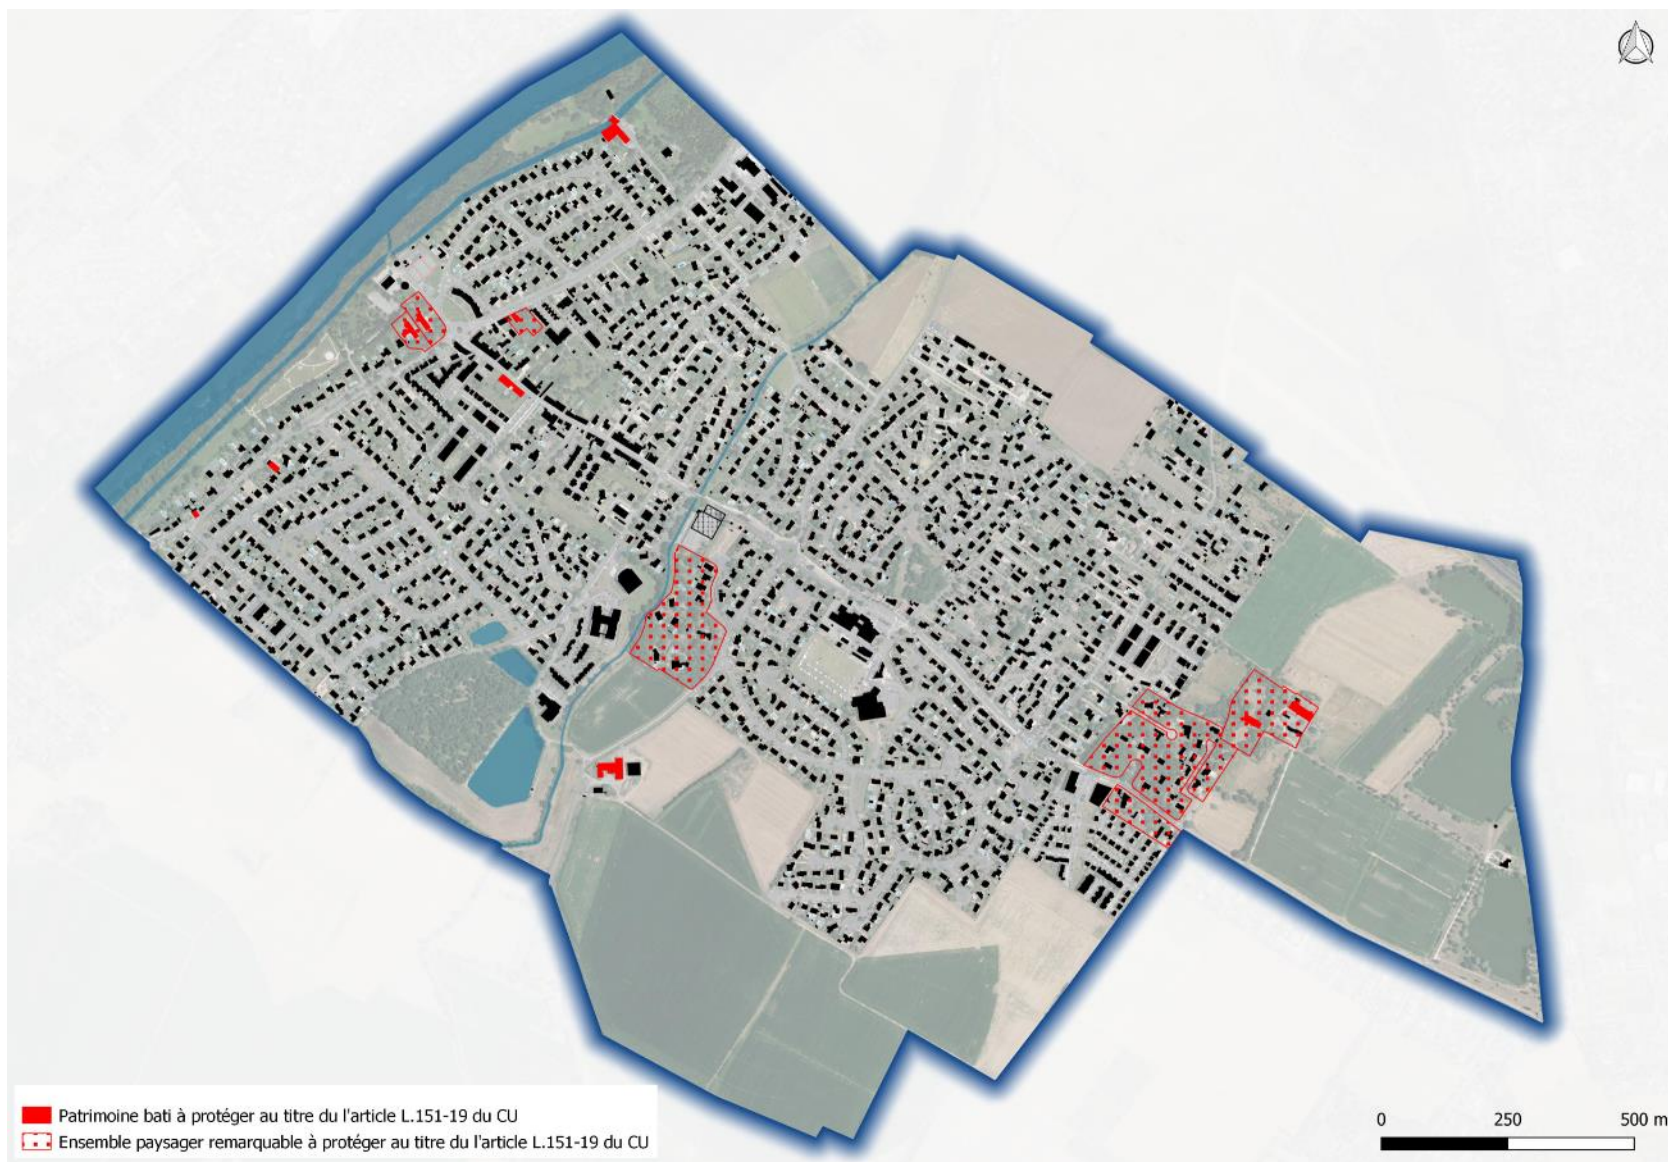 Patrimoine bati à protéger au titre du l'article L.151-19 du CU
Ensemble paysager remarquable à protéger au titre du l'article L.151-19 du CU
0 250 500 m